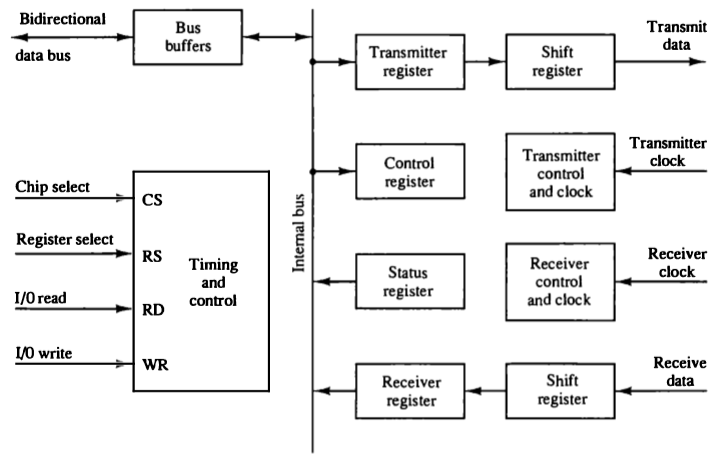 Bidirectional
data bus
Bus
buffers
Transmitter
register
Shift
register
Transmit
data
Control
register
Transmitter
control
and clock
Transmitter
clock
Chip select
CS
Register select
RS
I/0 read
RD
I/0 write
WR
Timing
and
control
Internal bus
Status
register
Receiver
control
and clock
Receiver
clock
Receiver
register
Shift
register
Receive
data